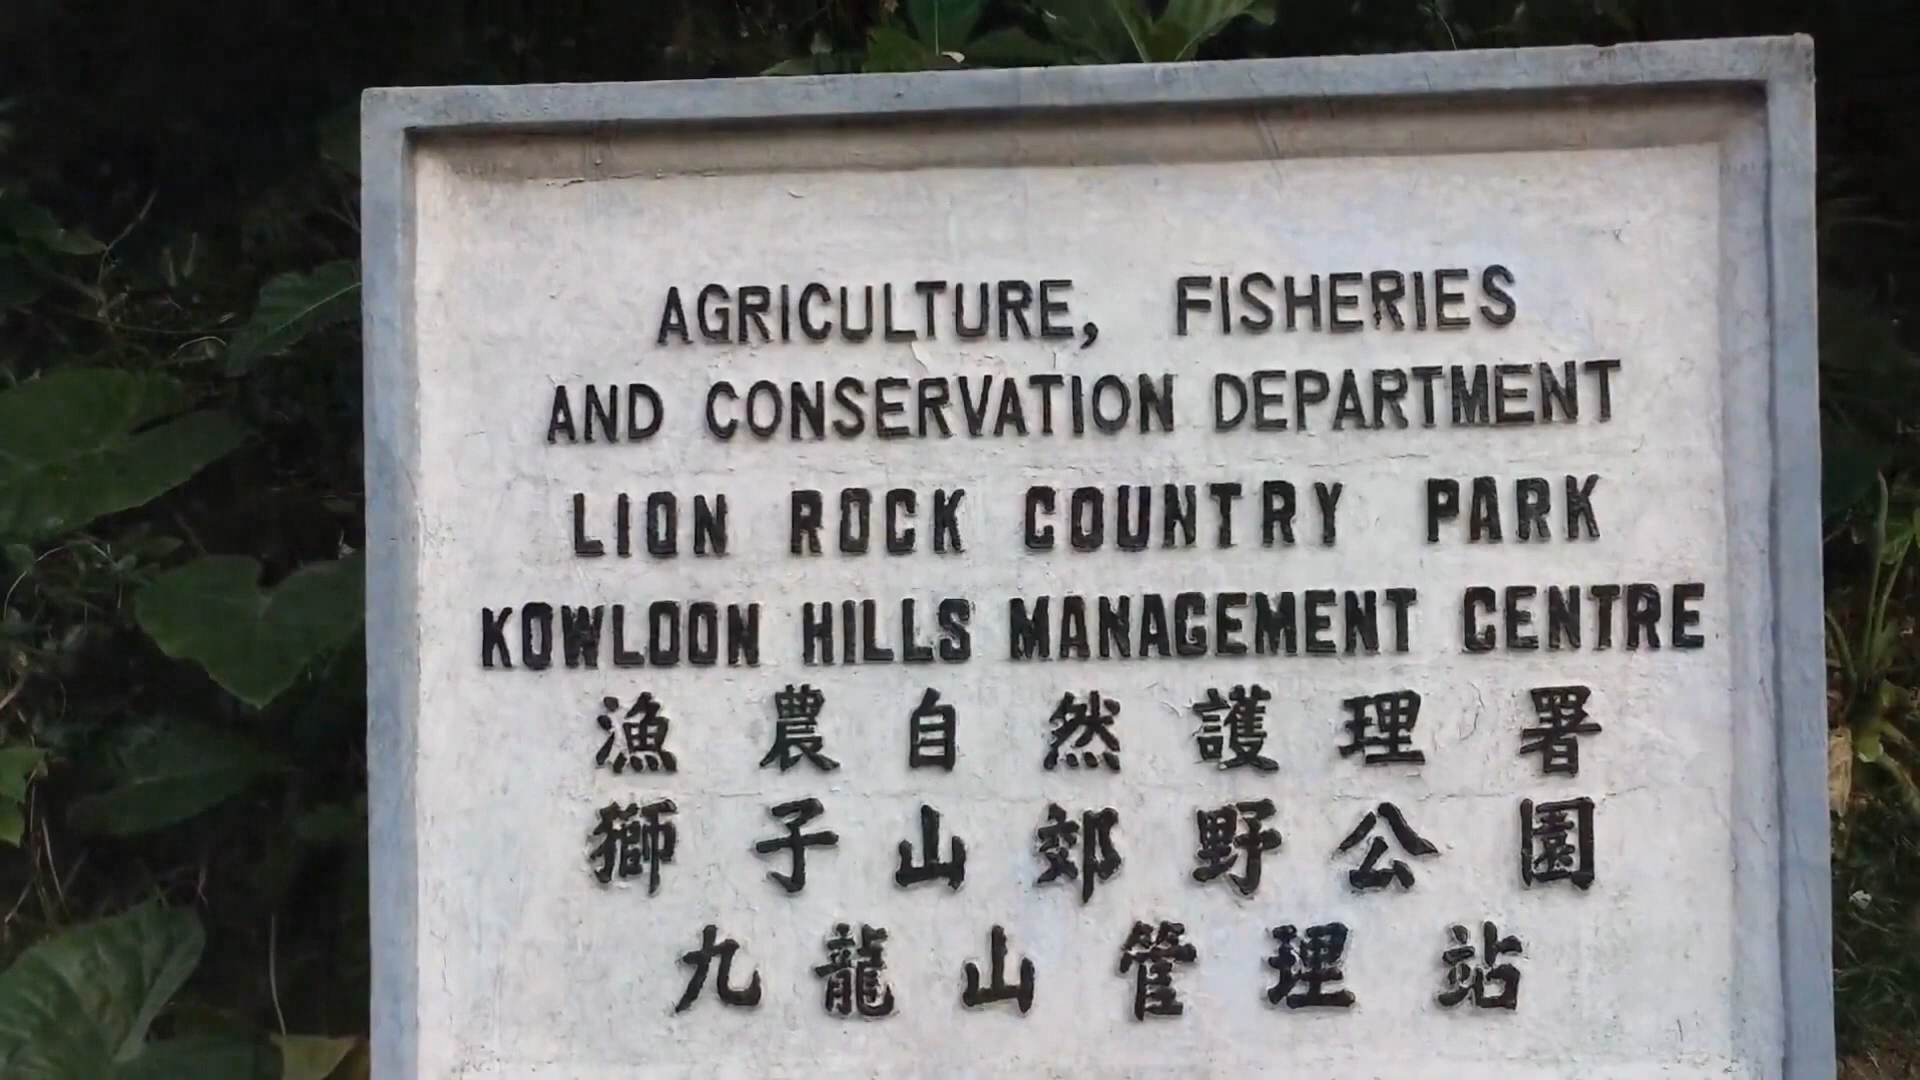 AGRICULTURE, FISHERIES
AND CONSERVATION DEPARTMENT
LION ROCK COUNTRY PARK
KOWLOON HILLS MANAGEMENT CENTRE
漁農自然護理署
獅子山郊野公園
九龍山管理站